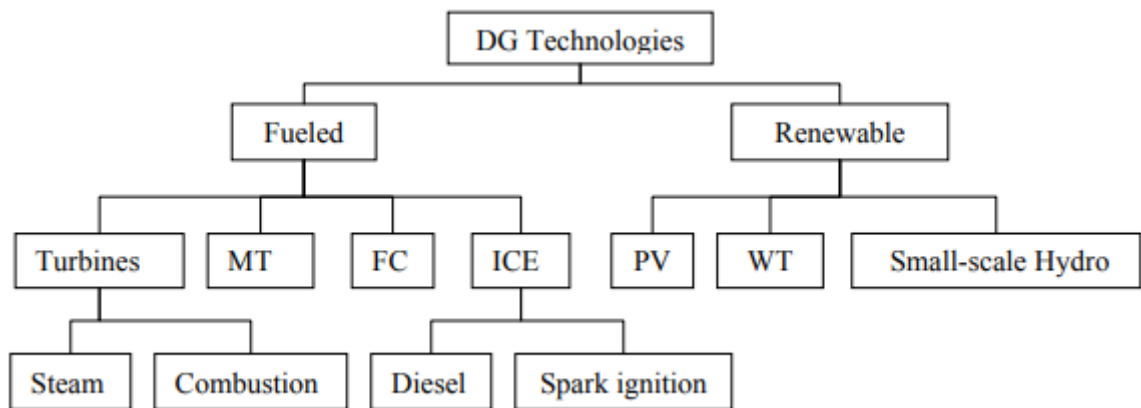 DG Technologies
Fueled
Renewable
Turbines
MT
FC
ICE
PV
WT
Small-scale Hydro
Steam
Combustion
Diesel
Spark ignition